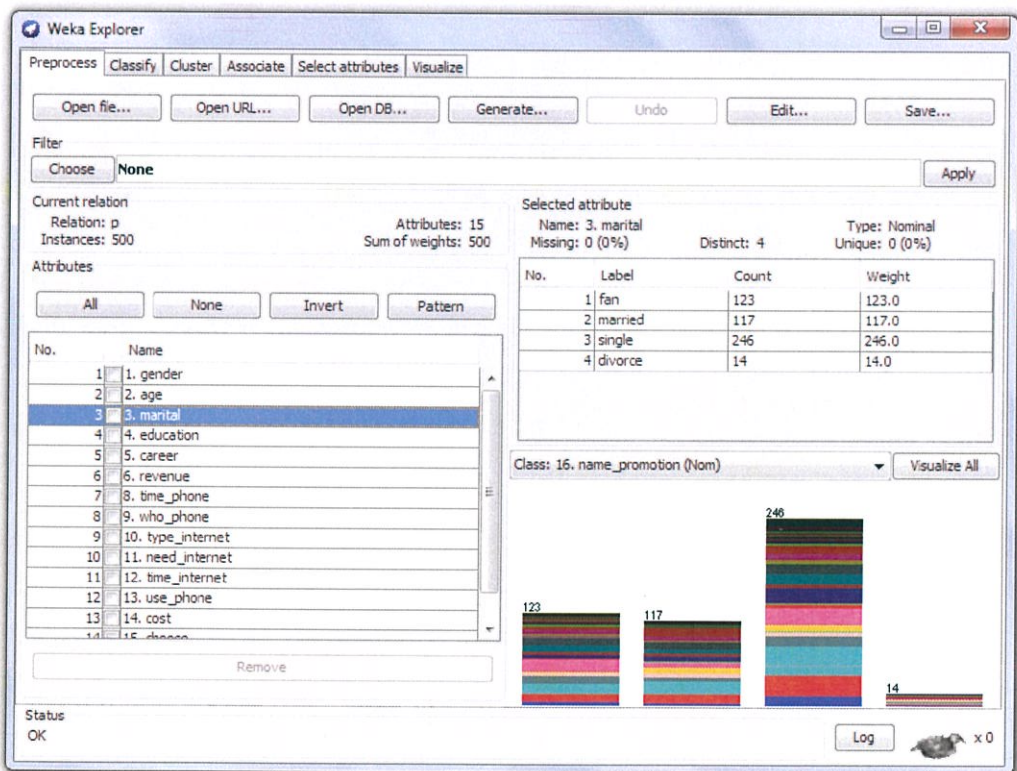 Weka Explorer
Preprocess Classify Cluster Associate Select attributes Visualize
Open file... Open URL... Open DB... Generate... Undo Edit... Save...
Filter
Choose None Apply
Current relation
Relation: p Attributes: 15
Instances: 500 Sum of weights: 500
Attributes
All None Invert Pattern
No. Name
1 1. gender
2 2. age
3 3. marital
4 4. education
5 5. career
6 6. revenue
7 8. time_phone
8 9. who_phone
9 10. type_internet
10 11. need_internet
11 12. time_internet
12 13. use_phone
13 14. cost
14 15.
Remove
Selected attribute
Name: 3. marital Type: Nominal
Missing: 0 (0%) Distinct: 4 Unique: 0 (0%)
No. Label Count Weight
1 fan 123 123.0
2 married 117 117.0
3 single 246 246.0
4 divorce 14 14.0
Class: 16. name_promotion (Nom) Visualize All
246
123
117
14
Status
OK Log x 0